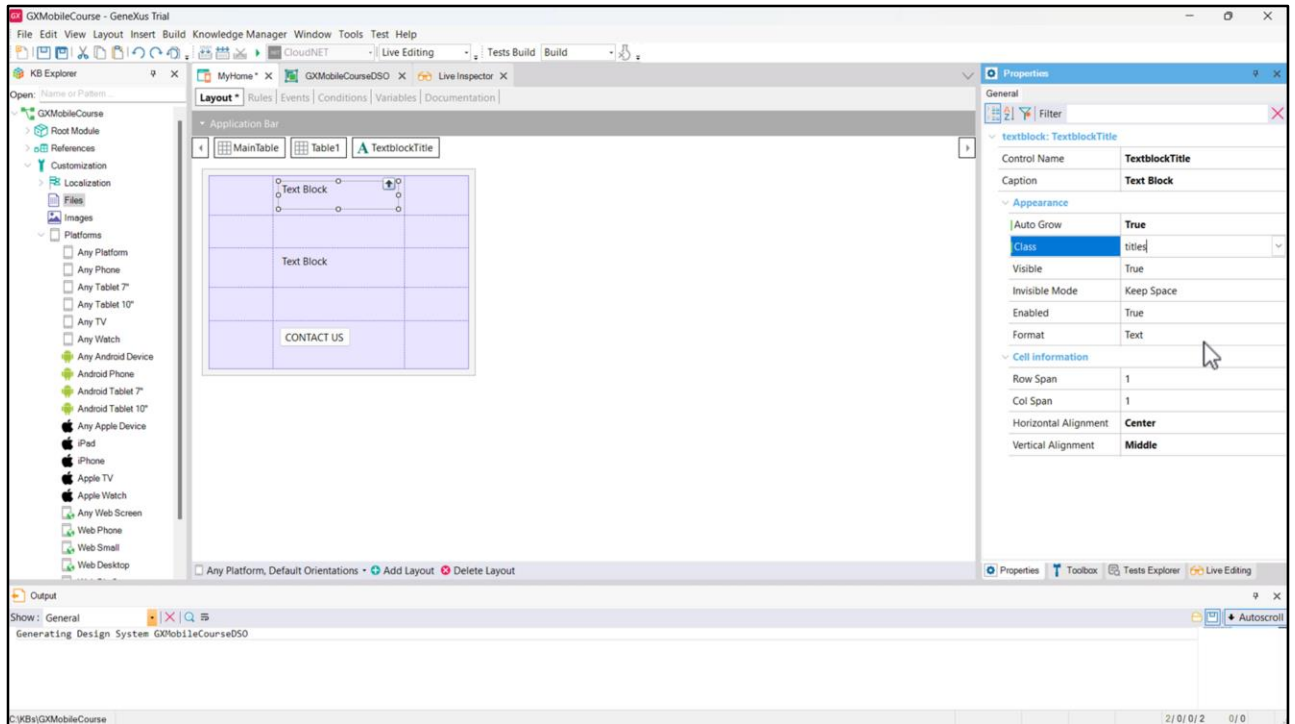 GX GXMobileCourse - GeneXus Trial
File Edit View Layout Insert Build Knowledge Manager Window Tools Test Help
CloudNET Live Editing Tests Build Build
KB Explorer
Open: Name or Pattern...
GXMobileCourse
Root Module
References
Customization
Localization
Files
Images
Platforms
Any Platform
Any Phone
Any Tablet 7"
Any Tablet 10"
Any TV
Any Watch
Any Android Device
Android Phone
Android Tablet 7"
Android Tablet 10"
Any Apple Device
iPad
iPhone
Apple TV
Apple Watch
Any Web Screen
Web Phone
Web Small
Web Desktop
MyHome* X GXMobileCourseDSO X Live Inspector X
Layout * Rules Events Conditions Variables Documentation
Application Bar
MainTable Table1 A TextblockTitle
Text Block
Text Block
CONTACT US
Any Platform, Default Orientations Add Layout Delete Layout
Properties
General
Filter
textblock: TextblockTitle
Control Name TextblockTitle
Caption Text Block
Appearance
Auto Grow True
Class titles
Visible True
Invisible Mode Keep Space
Enabled True
Format Text
Cell information
Row Span 1
Col Span 1
Horizontal Alignment Center
Vertical Alignment Middle
Properties Toolbox Tests Explorer Live Editing
Output
Show: General Autoscroll
Generating Design System GXMobileCourseDSO
C:\KBs\GXMobileCourse 2/0/0/2 0/0